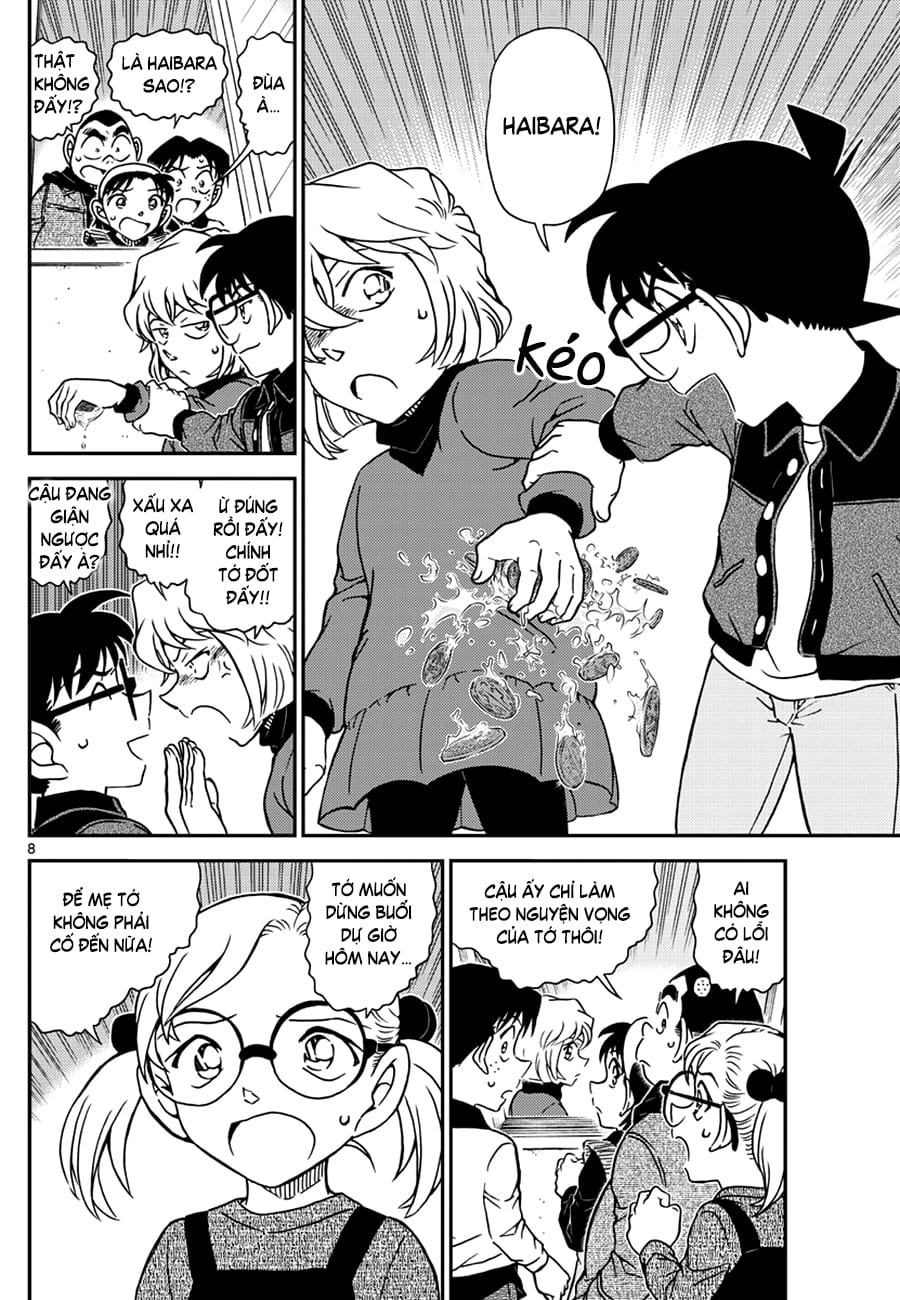 HAIBARA!
kéo
ĐÙA
À...
LÀ HAIBARA
SAO!?
THẬT
KHÔNG
ĐẤY!?
Ừ ĐÚNG
RỒI ĐẤY!
CHÍNH
TỚ ĐỐT
ĐẤY!!
XẤU XA
QUÁ
NHỈ!!
CẬU ĐANG
GIẬN
NGƯỢC
ĐẤY À?
8
AI
KHÔNG
CÓ LỖI
ĐÂU!
CẬU ẤY CHỈ LÀM
THEO NGUYỆN VỌNG
CỦA TỚ THÔI!
TỚ MUỐN
DỪNG BUỔI
DỰ GIỜ
HÔM NAY...
ĐỂ MẸ TỚ
KHÔNG PHẢI
CỐ ĐẾN NỮA!